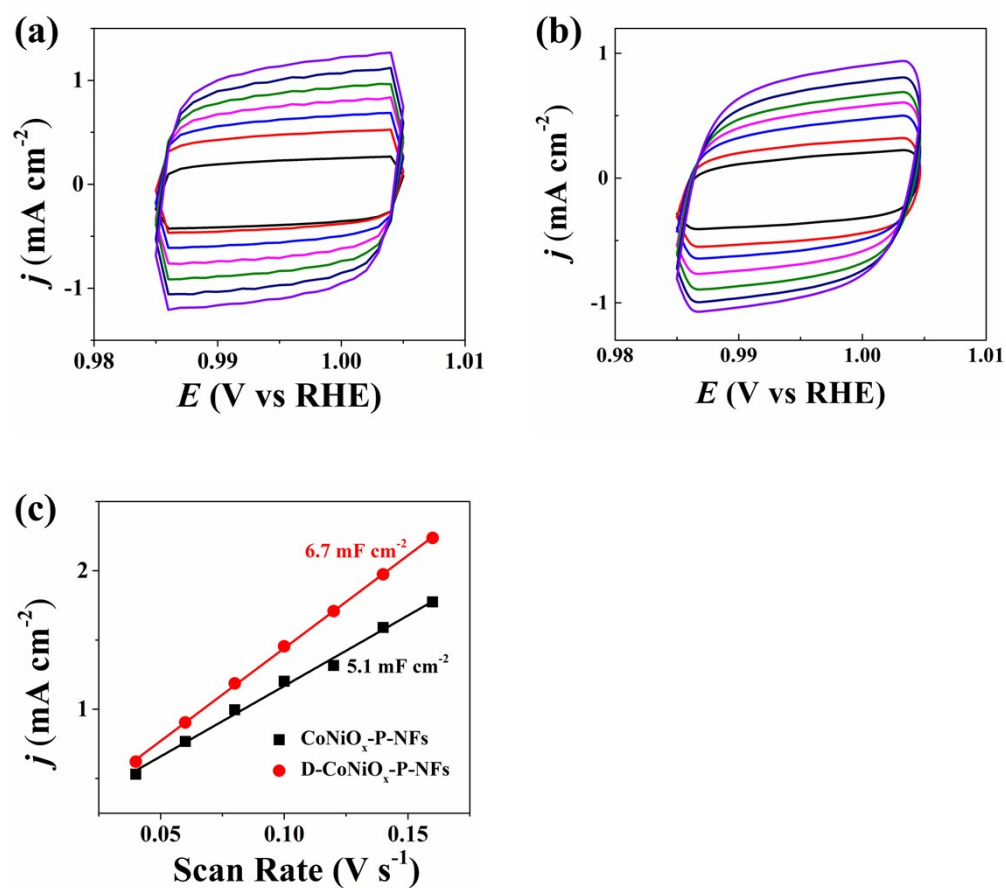 (a)
1
0
-1
j (mA cm-2)
0.98 0.99 1.00 1.01
E (V vs RHE)
(b)
1
0
-1
j (mA cm-2)
0.98 0.99 1.00 1.01
E (V vs RHE)
(c)
2
1
j (mA cm-2)
6.7 mF cm-2
5.1 mF cm-2
CoNiOx-P-NFs
D-CoNiOx-P-NFs
0.05 0.10 0.15
Scan Rate (V s-1)